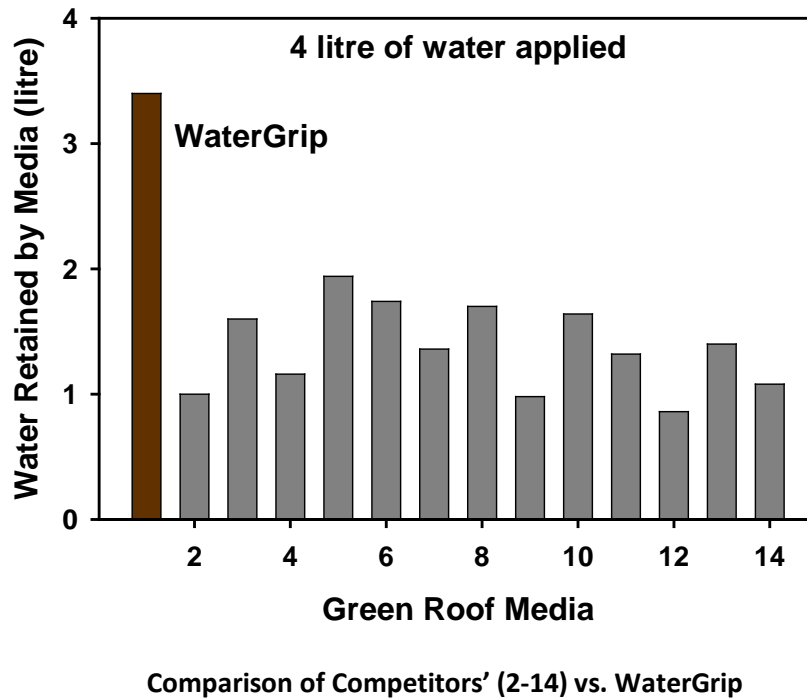 4 litre of water applied
WaterGrip
Water Retained by Media (litre)
4
3
2
1
0
2 4 6 8 10 12 14
Green Roof Media
Comparison of Competitors’ (2-14) vs. WaterGrip